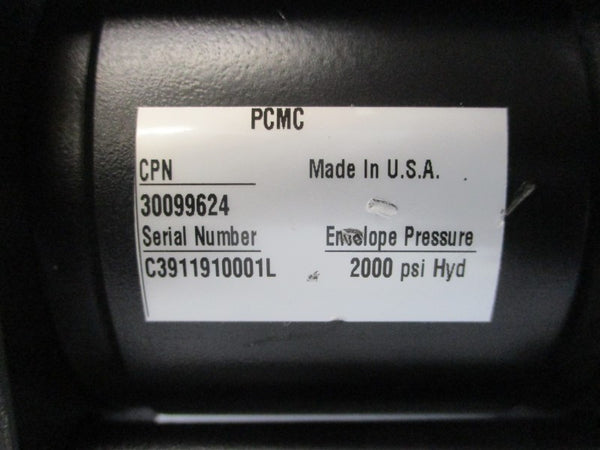 PCMC
CPN
Made In U.S.A.
30099624
Serial Number
Envelope Pressure
C3911910001L
2000 psi Hyd